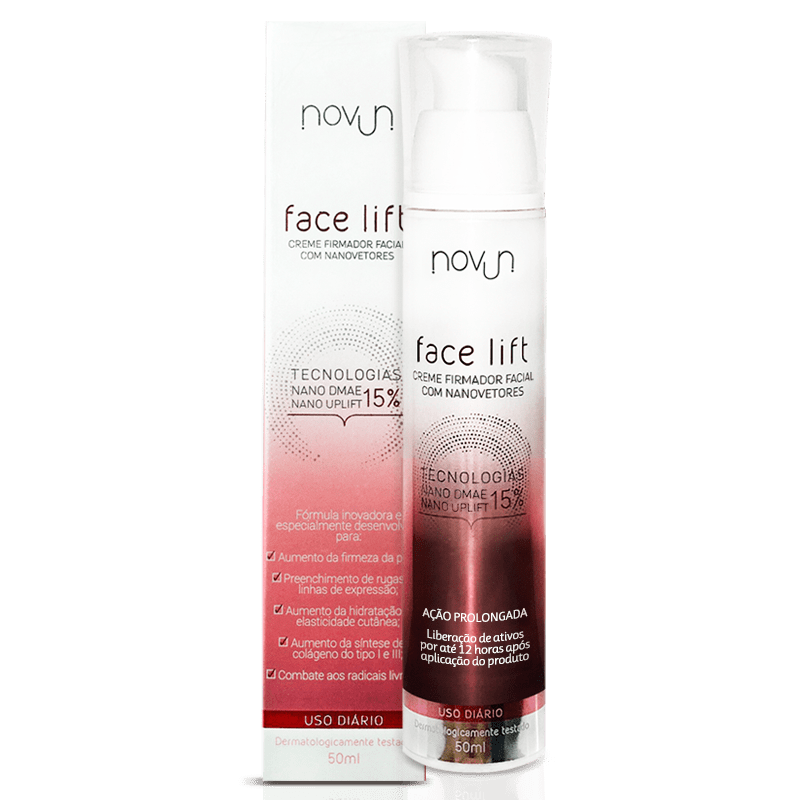 novun
face lift
CREME FIRMADOR FACIAL
COM NANOVETORES
TECNOLOGIAS
NANO DMAE
NANO UPLIFT 15%
Fórmula inovadora e
especialmente
para:
Aumento da firmeza da
Preenchimento de rugas
linhas de expressão;
Aumento da hidratação
elasticidade cutânea;
Aumento da síntese de
colágeno do tipo I e III;
Combate aos radicais
USO DIÁRIO
Dermatologicamente testado
50ml
novun
face lift
CREME FIRMADOR FACIAL
COM NANOVETORES
TECNOLOGIAS
NANO DMAE
NANO UPLIFT 15%
AÇÃO PROLONGADA
Liberação de ativos
por até 12 horas após
aplicação do produto
USO DIÁRIO
Dermatologicamente testado
50ml